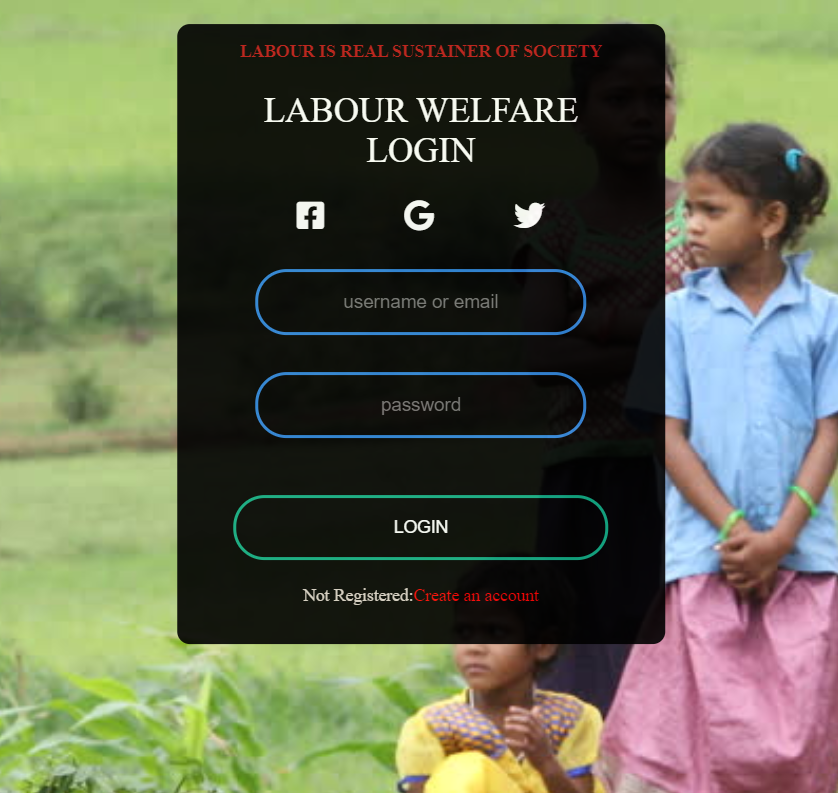 LABOUR IS REAL SUSTAINER OF SOCIETY
LABOUR WELFARE
LOGIN
username or email
password
LOGIN
Not Registered:Create an account